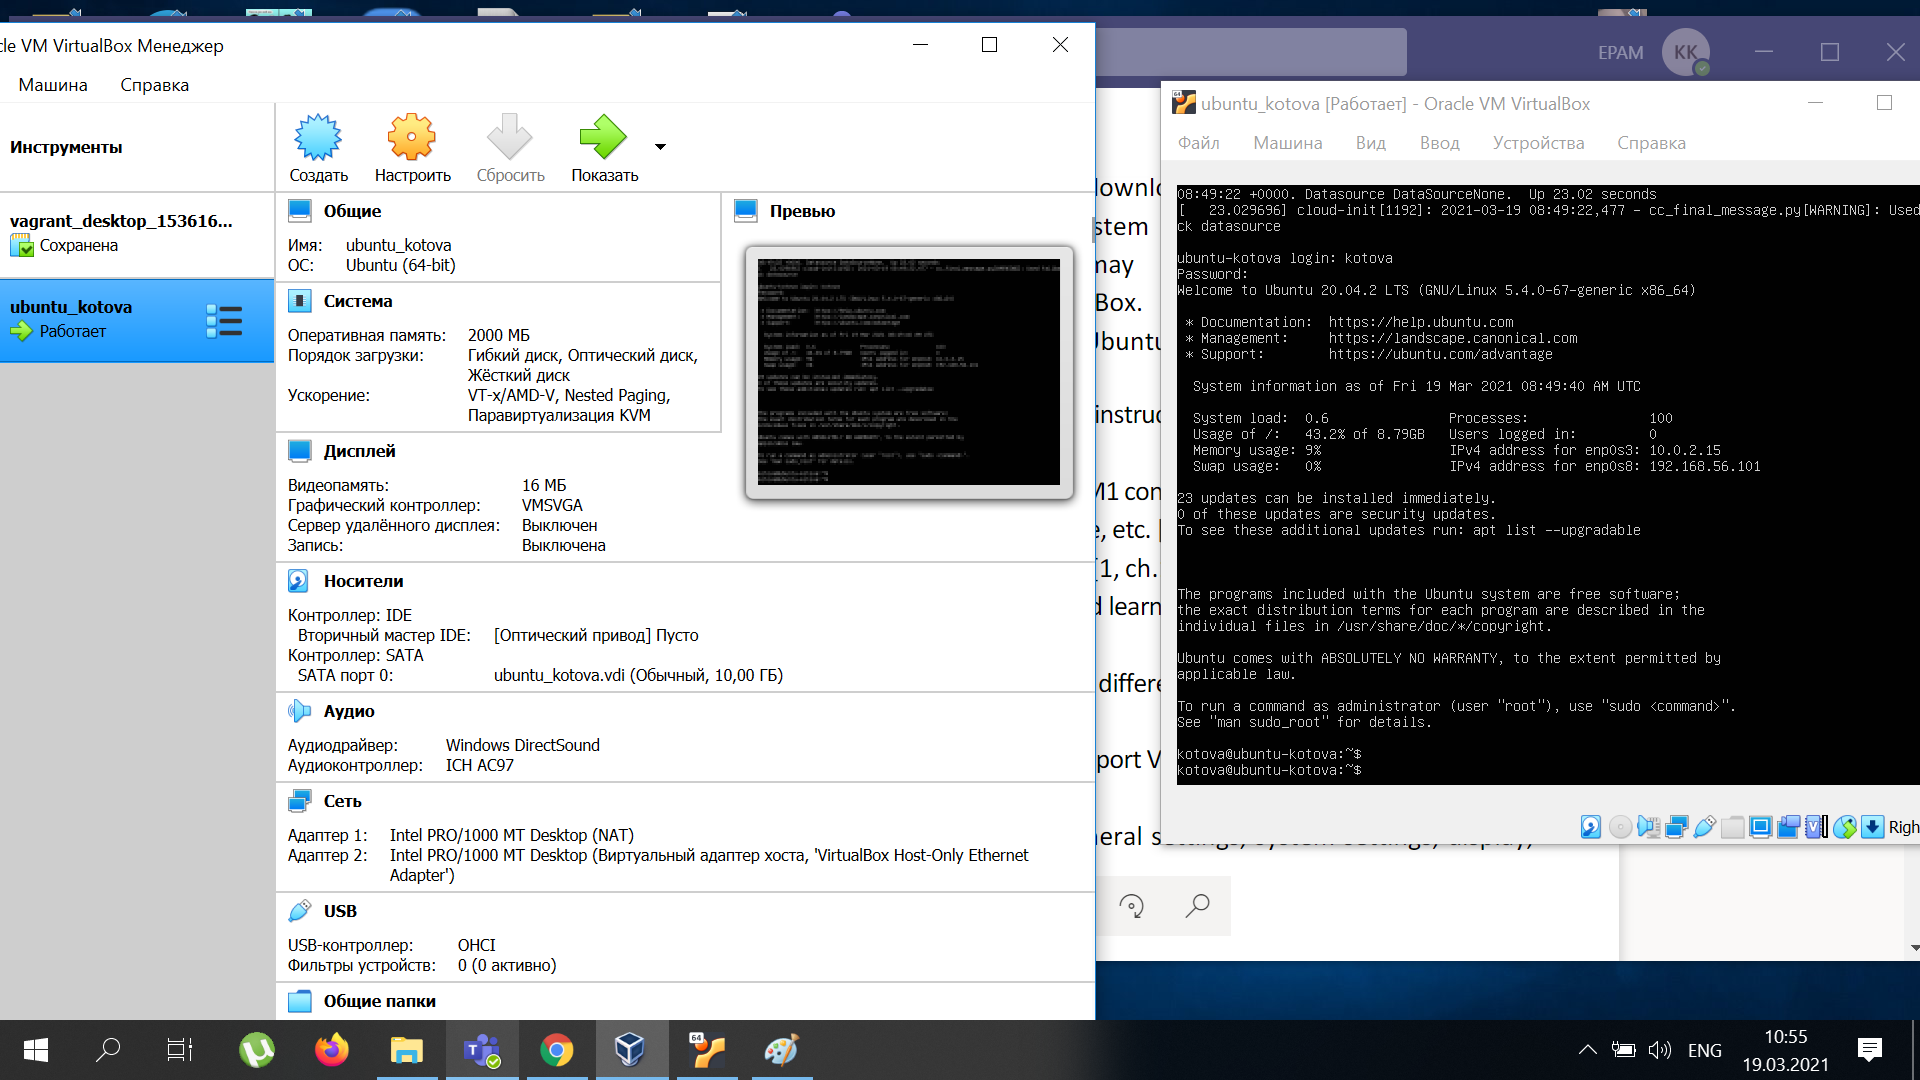 cle VM VirtualBox Менеджер
Машина Справка
Инструменты
Создать Настроить Сбросить Показать
vagrant_desktop_153616...
Сохранена
ubuntu_kotova
Работает
Общие
Имя: ubuntu_kotova
ОС: Ubuntu (64-bit)
Система
Оперативная память: 2000 МБ
Порядок загрузки: Гибкий диск, Оптический диск,
Жёсткий диск
Ускорение: VT-x/AMD-V, Nested Paging,
Паравиртуализация KVM
Превью
Дисплей
Видеопамять: 16 МБ
Графический контроллер: VMSVGA
Сервер удалённого дисплея: Выключен
Запись: Выключена
Носители
Контроллер: IDE
Вторичный мастер IDE: [Оптический привод] Пусто
Контроллер: SATA
SATA порт 0: ubuntu_kotova.vdi (Обычный, 10,00 ГБ)
Аудио
Аудиодрайвер: Windows DirectSound
Аудиоконтроллер: ICH AC97
Сеть
Адаптер 1: Intel PRO/1000 MT Desktop (NAT)
Адаптер 2: Intel PRO/1000 MT Desktop (Виртуальный адаптер хоста, 'VirtualBox Host-Only Ethernet
Adapter')
USB
USB-контроллер: OHCI
Фильтры устройств: 0 (0 активно)
Общие папки
EPAM KK
downlo
stem
may
Box.
Ubuntu
instruc
M1 con
e, etc. [
[1, ch.
d learn
differe
port V
neral settings, system settings, display,
ubuntu_kotova [Работает] - Oracle VM VirtualBox
Файл Машина Вид Ввод Устройства Справка
08:49:22 +0000. Datasource DataSourceNone.  Up 23.02 seconds
[   23.029696] cloud-init[1192]: 2021-03-19 08:49:22,477 - cc_final_message.py[WARNING]: Used
ck datasource
ubuntu-kotova login: kotova
Password:
Welcome to Ubuntu 20.04.2 LTS (GNU/Linux 5.4.0-67-generic x86_64)
* Documentation:  https://help.ubuntu.com
* Management:     https://landscape.canonical.com
* Support:        https://ubuntu.com/advantage
System information as of Fri 19 Mar 2021 08:49:40 AM UTC
System load:  0.6               Processes:               100
Usage of /:   43.2% of 8.79GB   Users logged in:         0
Memory usage: 9%                IPv4 address for enp0s3: 10.0.2.15
Swap usage:   0%                IPv4 address for enp0s8: 192.168.56.101
23 updates can be installed immediately.
0 of these updates are security updates.
To see these additional updates run: apt list --upgradable
The programs included with the Ubuntu system are free software;
the exact distribution terms for each program are described in the
individual files in /usr/share/doc/*/copyright.
Ubuntu comes with ABSOLUTELY NO WARRANTY, to the extent permitted by
applicable law.
To run a command as administrator (user "root"), use "sudo <command>".
See "man sudo_root" for details.
kotova@ubuntu-kotova:~$
kotova@ubuntu-kotova:~$
Righ
ENG
10:55
19.03.2021